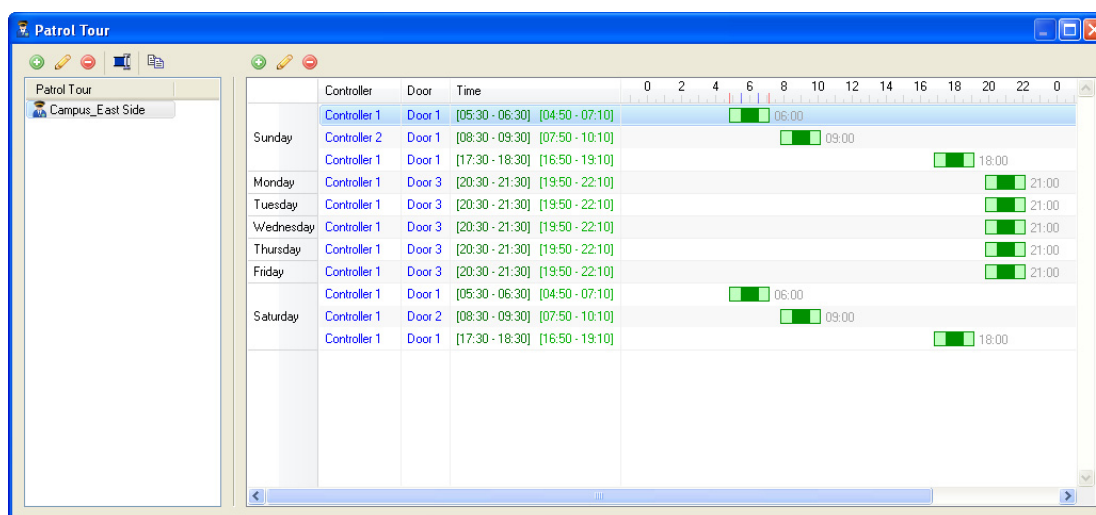 Patrol Tour
Patrol Tour
Campus_East Side
Controller Door Time 0 2 4 6 8 10 12 14 16 18 20 22 0
Controller 1 Door 1 [05:30 - 06:30] [04:50 - 07:10] 06:00
Sunday Controller 2 Door 1 [08:30 - 09:30] [07:50 - 10:10] 09:00
Controller 1 Door 1 [17:30 - 18:30] [16:50 - 19:10] 18:00
Monday Controller 1 Door 3 [20:30 - 21:30] [19:50 - 22:10] 21:00
Tuesday Controller 1 Door 3 [20:30 - 21:30] [19:50 - 22:10] 21:00
Wednesday Controller 1 Door 3 [20:30 - 21:30] [19:50 - 22:10] 21:00
Thursday Controller 1 Door 3 [20:30 - 21:30] [19:50 - 22:10] 21:00
Friday Controller 1 Door 3 [20:30 - 21:30] [19:50 - 22:10] 21:00
Controller 1 Door 1 [05:30 - 06:30] [04:50 - 07:10] 06:00
Saturday Controller 1 Door 2 [08:30 - 09:30] [07:50 - 10:10] 09:00
Controller 1 Door 1 [17:30 - 18:30] [16:50 - 19:10] 18:00